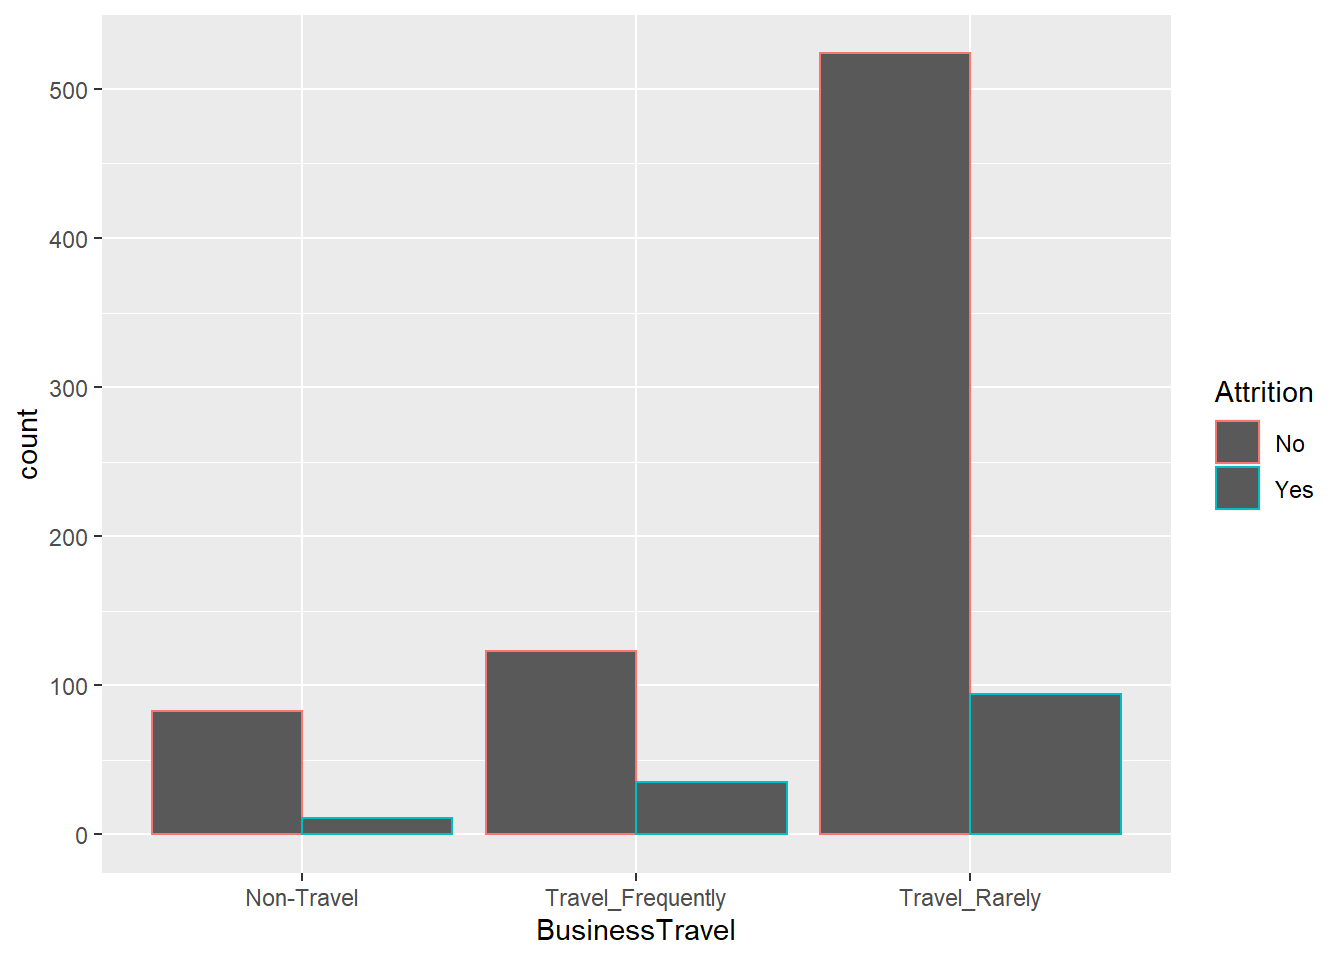 500
400
300
200
100
0
count
Non-Travel
Travel_Frequently
Travel_Rarely
BusinessTravel
Attrition
No
Yes